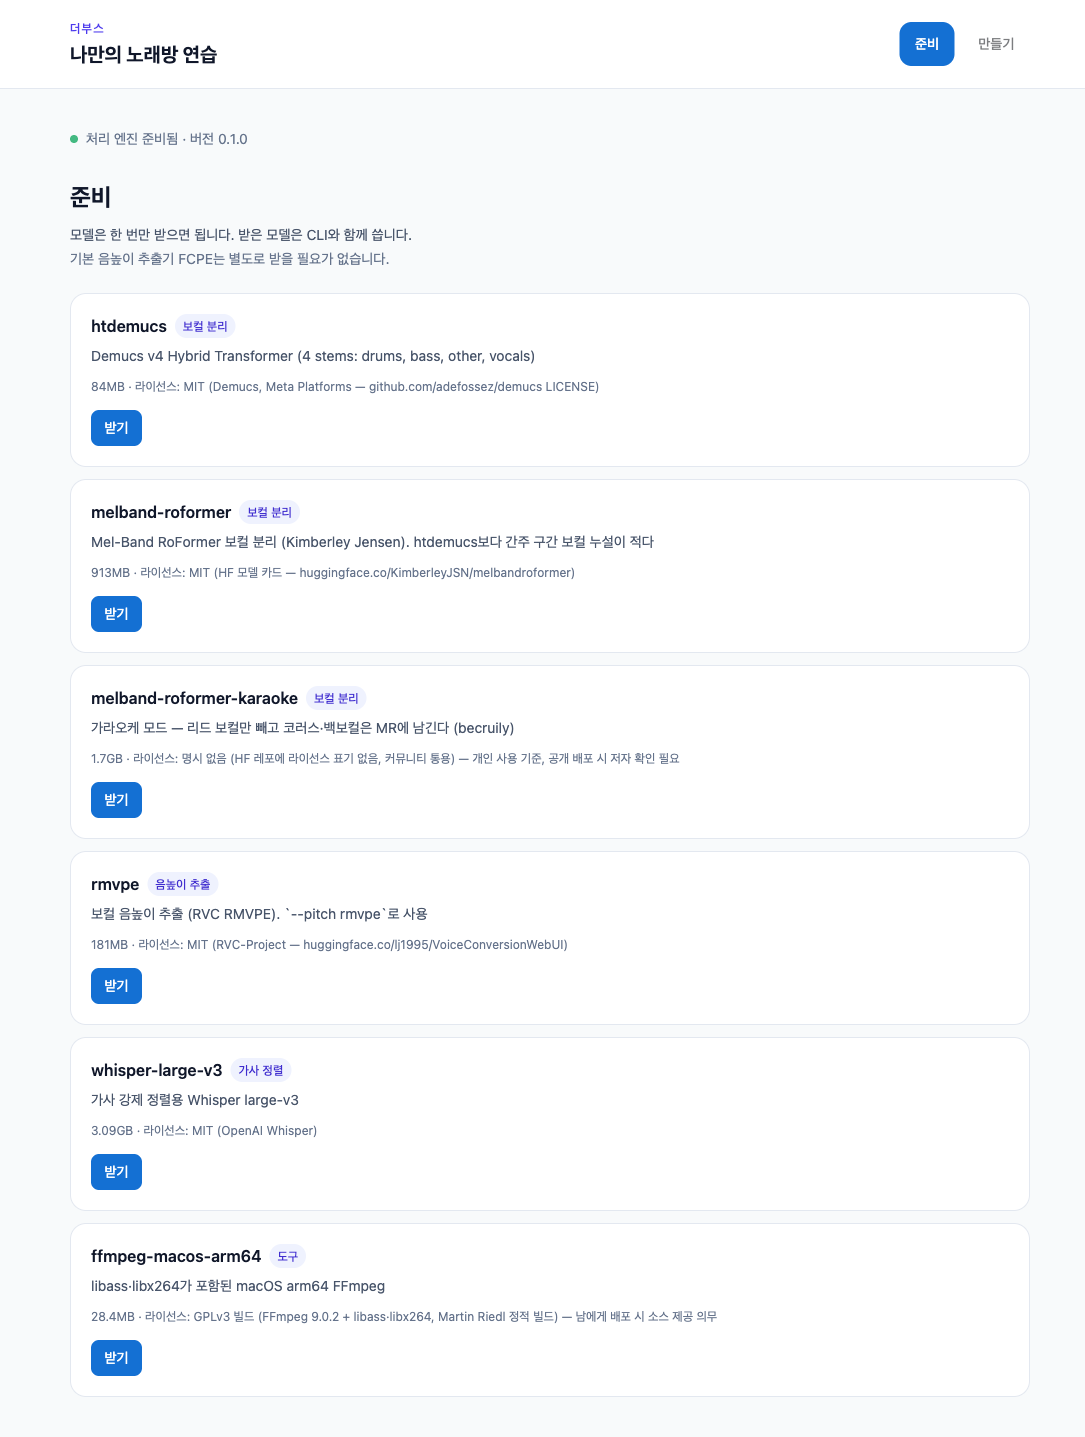 더부스
나만의 노래방 연습
준비
만들기
처리 엔진 준비됨 · 버전 0.1.0
준비
모델은 한 번만 받으면 됩니다. 받은 모델은 CLI와 함께 씁니다.
기본 음높이 추출기 FCPE는 별도로 받을 필요가 없습니다.
htdemucs 보컬 분리
Demucs v4 Hybrid Transformer (4 stems: drums, bass, other, vocals)
84MB · 라이선스: MIT (Demucs, Meta Platforms — github.com/adefossez/demucs LICENSE)
받기
melband-roformer 보컬 분리
Mel-Band RoFormer 보컬 분리 (Kimberley Jensen). htdemucs보다 간주 구간 보컬 누설이 적다
913MB · 라이선스: MIT (HF 모델 카드 — huggingface.co/KimberleyJSN/melbandroformer)
받기
melband-roformer-karaoke 보컬 분리
가라오케 모드 — 리드 보컬만 빼고 코러스·백보컬은 MR에 남긴다 (becruily)
1.7GB · 라이선스: 명시 없음 (HF 레포에 라이선스 표기 없음, 커뮤니티 통용) — 개인 사용 기준, 공개 배포 시 저자 확인 필요
받기
rmvpe 음높이 추출
보컬 음높이 추출 (RVC RMVPE). `--pitch rmvpe`로 사용
181MB · 라이선스: MIT (RVC-Project — huggingface.co/lj1995/VoiceConversionWebUI)
받기
whisper-large-v3 가사 정렬
가사 강제 정렬용 Whisper large-v3
3.09GB · 라이선스: MIT (OpenAI Whisper)
받기
ffmpeg-macos-arm64 도구
libass·libx264가 포함된 macOS arm64 FFmpeg
28.4MB · 라이선스: GPLv3 빌드 (FFmpeg 9.0.2 + libass·libx264, Martin Riedl 정적 빌드) — 남에게 배포 시 소스 제공 의무
받기